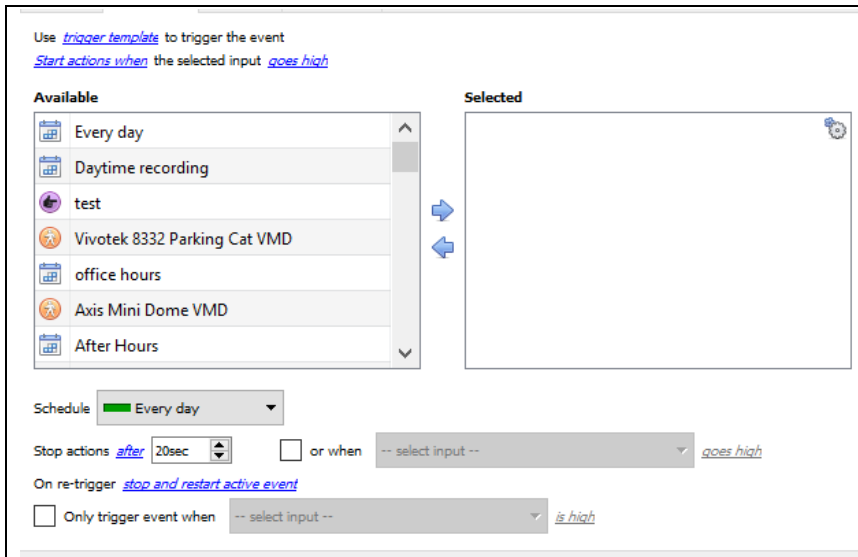 Use trigger template to trigger the event
Start actions when the selected input goes high
Available
Selected
Every day
Daytime recording
test
Vivotek 8332 Parking Cat VMD
office hours
Axis Mini Dome VMD
After Hours
Schedule Every day
Stop actions after 20sec or when -- select input -- goes high
On re-trigger stop and restart active event
Only trigger event when -- select input -- is high